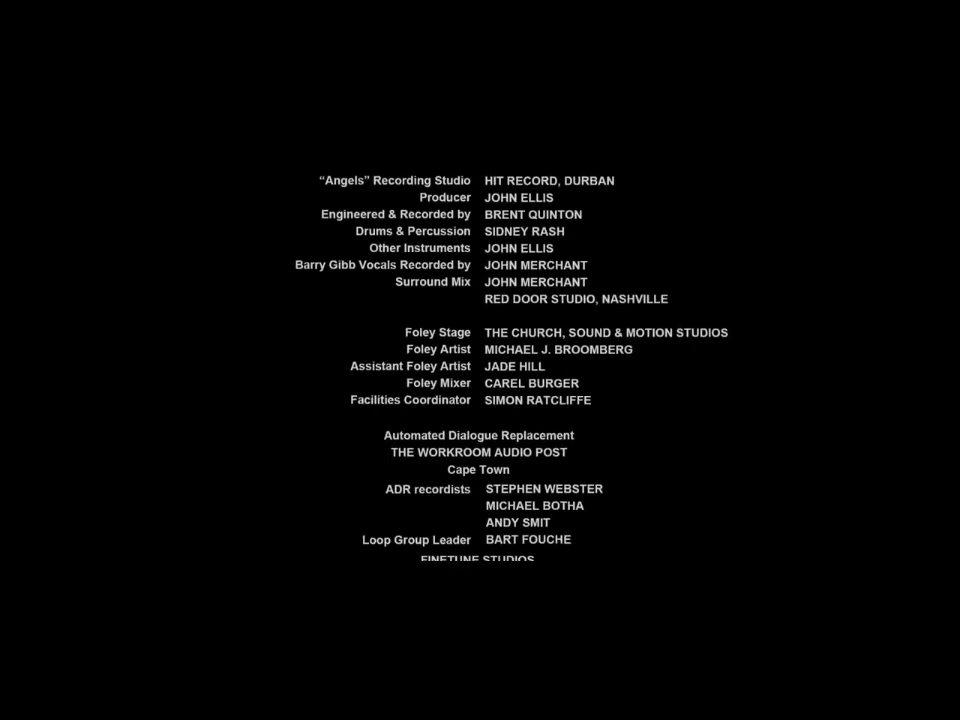 “Angels” Recording Studio HIT RECORD, DURBAN
Producer JOHN ELLIS
Engineered & Recorded by BRENT QUINTON
Drums & Percussion SIDNEY RASH
Other Instruments JOHN ELLIS
Barry Gibb Vocals Recorded by JOHN MERCHANT
Surround Mix JOHN MERCHANT
RED DOOR STUDIO, NASHVILLE
Foley Stage THE CHURCH, SOUND & MOTION STUDIOS
Foley Artist MICHAEL J. BROOMBERG
Assistant Foley Artist JADE HILL
Foley Mixer CAREL BURGER
Facilities Coordinator SIMON RATCLIFFE
Automated Dialogue Replacement
THE WORKROOM AUDIO POST
Cape Town
ADR recordists STEPHEN WEBSTER
MICHAEL BOTHA
ANDY SMIT
Loop Group Leader BART FOUCHE
FINETUNE STUDIOS